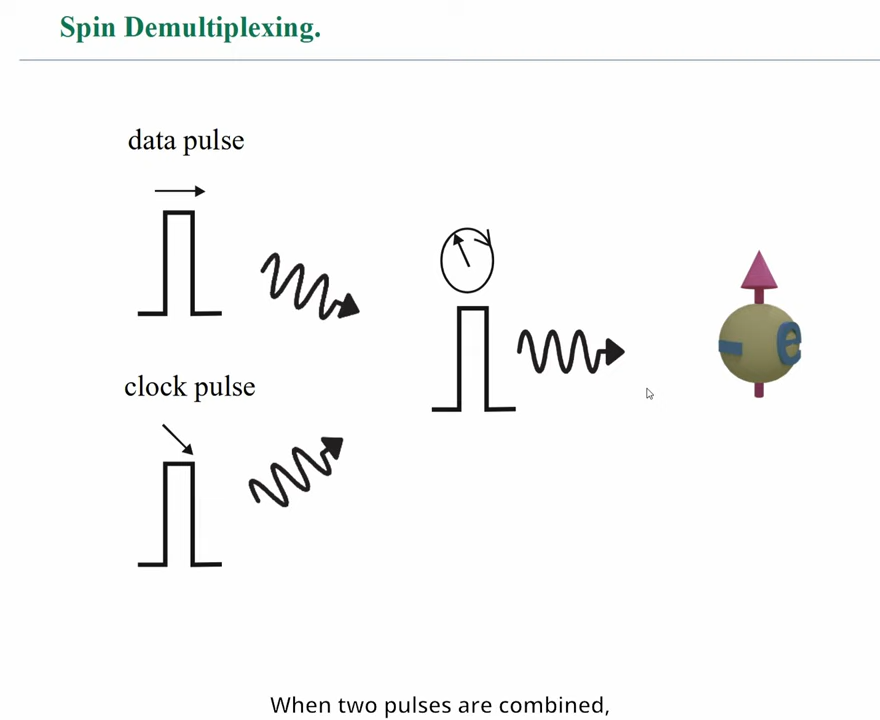 Spin Demultiplexing.
data pulse
clock pulse
e
When two pulses are combined,